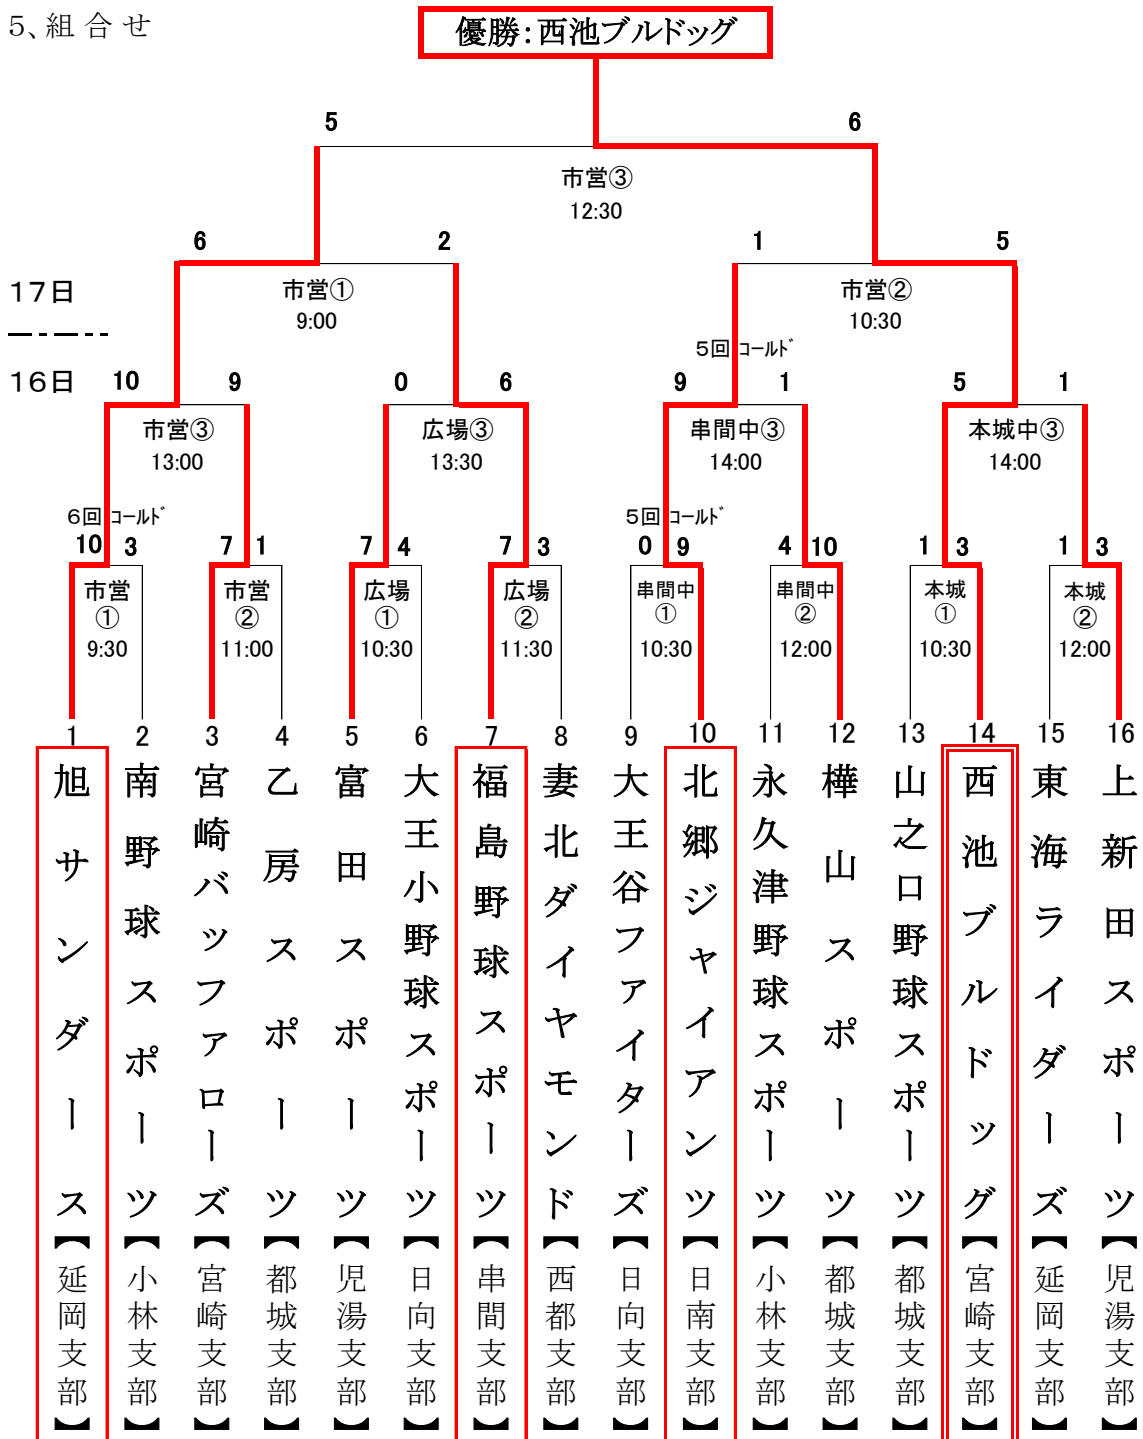 5、組合せ
優勝:西池ブルドッグ
5 6
市営③
12:30
6 2 1 5
17日
市営① 市営②
9:00 10:30
5回コールド
16日
10 9 0 6 9 1 5 1
市営③ 広場③ 串間中③ 本城中③
13:00 13:30 14:00 14:00
6回コールド 5回コールド
10 3 7 1 7 4 7 3 0 9 4 10 1 3 1 3
市営 市営 広場 広場 串間中 串間中 本城 本城
① ② ① ② ① ② ① ②
9:30 11:00 10:30 11:30 10:30 12:00 10:30 12:00
1 2 3 4 5 6 7 8 9 10 11 12 13 14 15 16
旭サンダース【延岡支部】
南野球スポーツ【小林支部】
宮崎バッファローズ【宮崎支部】
乙房スポーツ【都城支部】
富田スポーツ【児湯支部】
大王小野球スポーツ【日向支部】
福島野球スポーツ【串間支部】
妻北ダイヤモンド【西都支部】
大王谷ファイターズ【日向支部】
北郷ジャイアンツ【日南支部】
永久津野球スポーツ【小林支部】
樺山スポーツ【都城支部】
山之口野球スポーツ【都城支部】
西池ブルドッグ【宮崎支部】
東海ライダーズ【延岡支部】
上新田スポーツ【児湯支部】